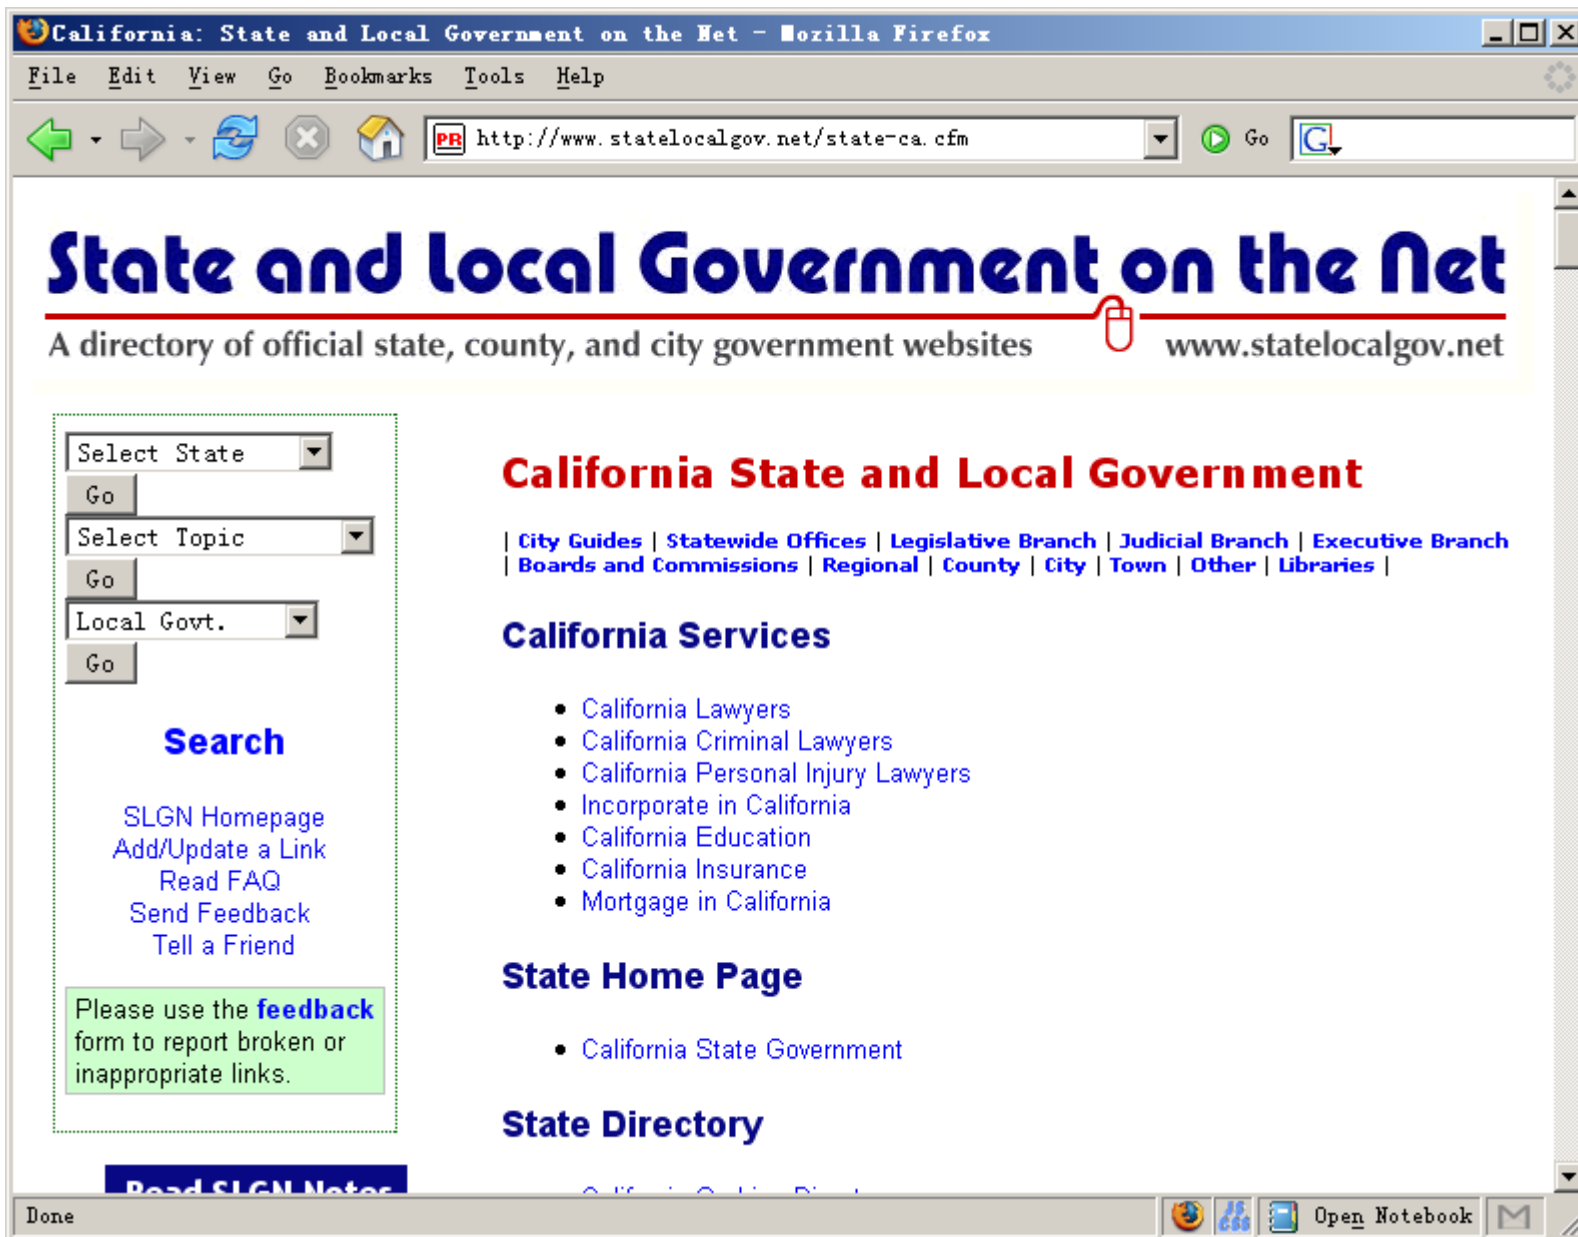 California: State and Local Government on the Net - Mozilla Firefox
File Edit View Go Bookmarks Tools Help
PR http://www.statelocalgov.net/state-ca.cfm Go G
State and Local Government on the Net
A directory of official state, county, and city government websites www.statelocalgov.net
Select State
Go
Select Topic
Go
Local Govt.
Go
Search
SLGN Homepage
Add/Update a Link
Read FAQ
Send Feedback
Tell a Friend
Please use the feedback
form to report broken or
inappropriate links.
Read SLGN Notes
California State and Local Government
| City Guides | Statewide Offices | Legislative Branch | Judicial Branch | Executive Branch
| Boards and Commissions | Regional | County | City | Town | Other | Libraries |
California Services
• California Lawyers
• California Criminal Lawyers
• California Personal Injury Lawyers
• Incorporate in California
• California Education
• California Insurance
• Mortgage in California
State Home Page
• California State Government
State Directory
Done JS CSS Open Notebook M